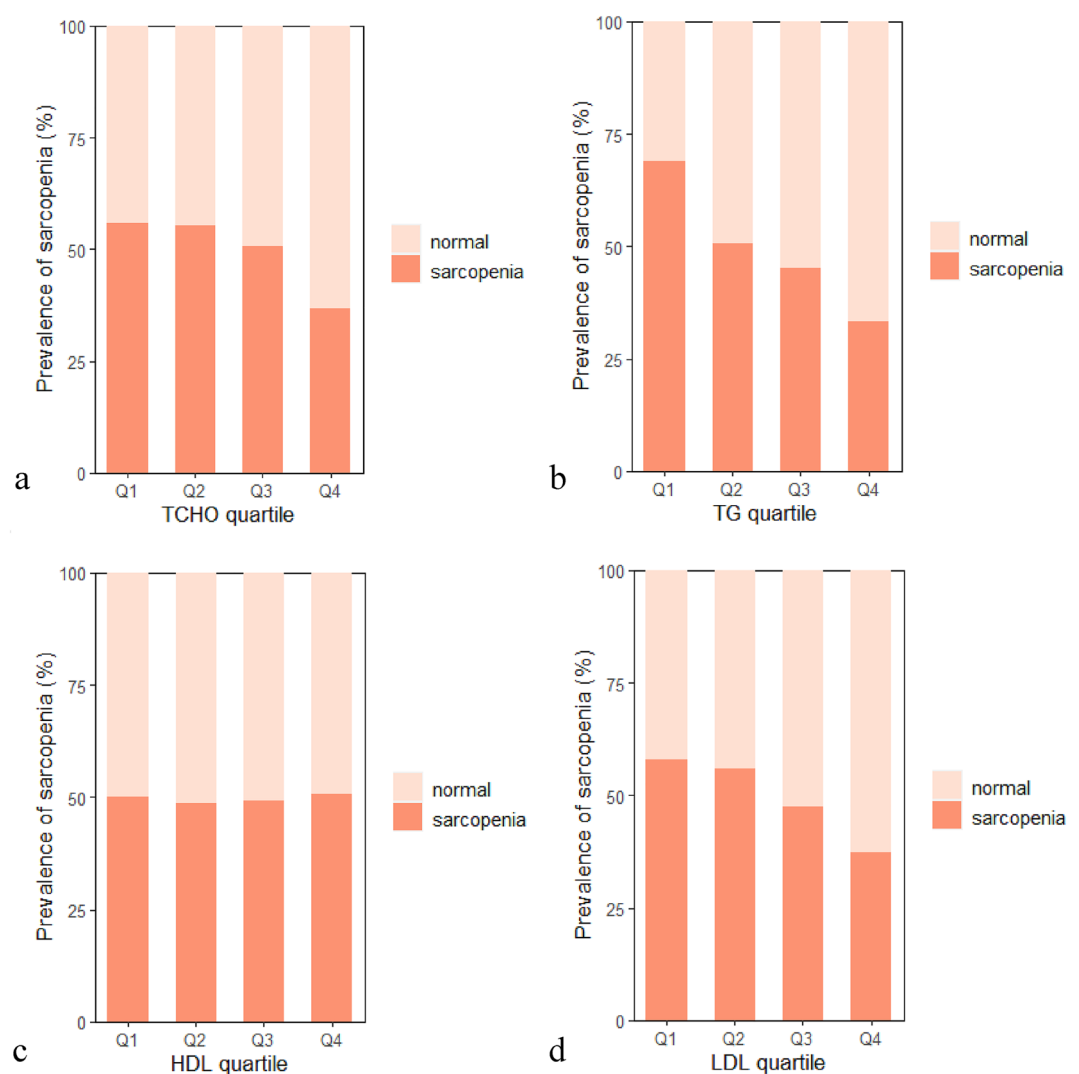 100
75
50
25
0
Prevalence of sarcopenia (%)
Q1 Q2 Q3 Q4
TCHO quartile
normal
sarcopenia
a
100
75
50
25
0
Prevalence of sarcopenia (%)
Q1 Q2 Q3 Q4
TG quartile
normal
sarcopenia
b
100
75
50
25
0
Prevalence of sarcopenia (%)
Q1 Q2 Q3 Q4
HDL quartile
normal
sarcopenia
c
100
75
50
25
0
Prevalence of sarcopenia (%)
Q1 Q2 Q3 Q4
LDL quartile
normal
sarcopenia
d